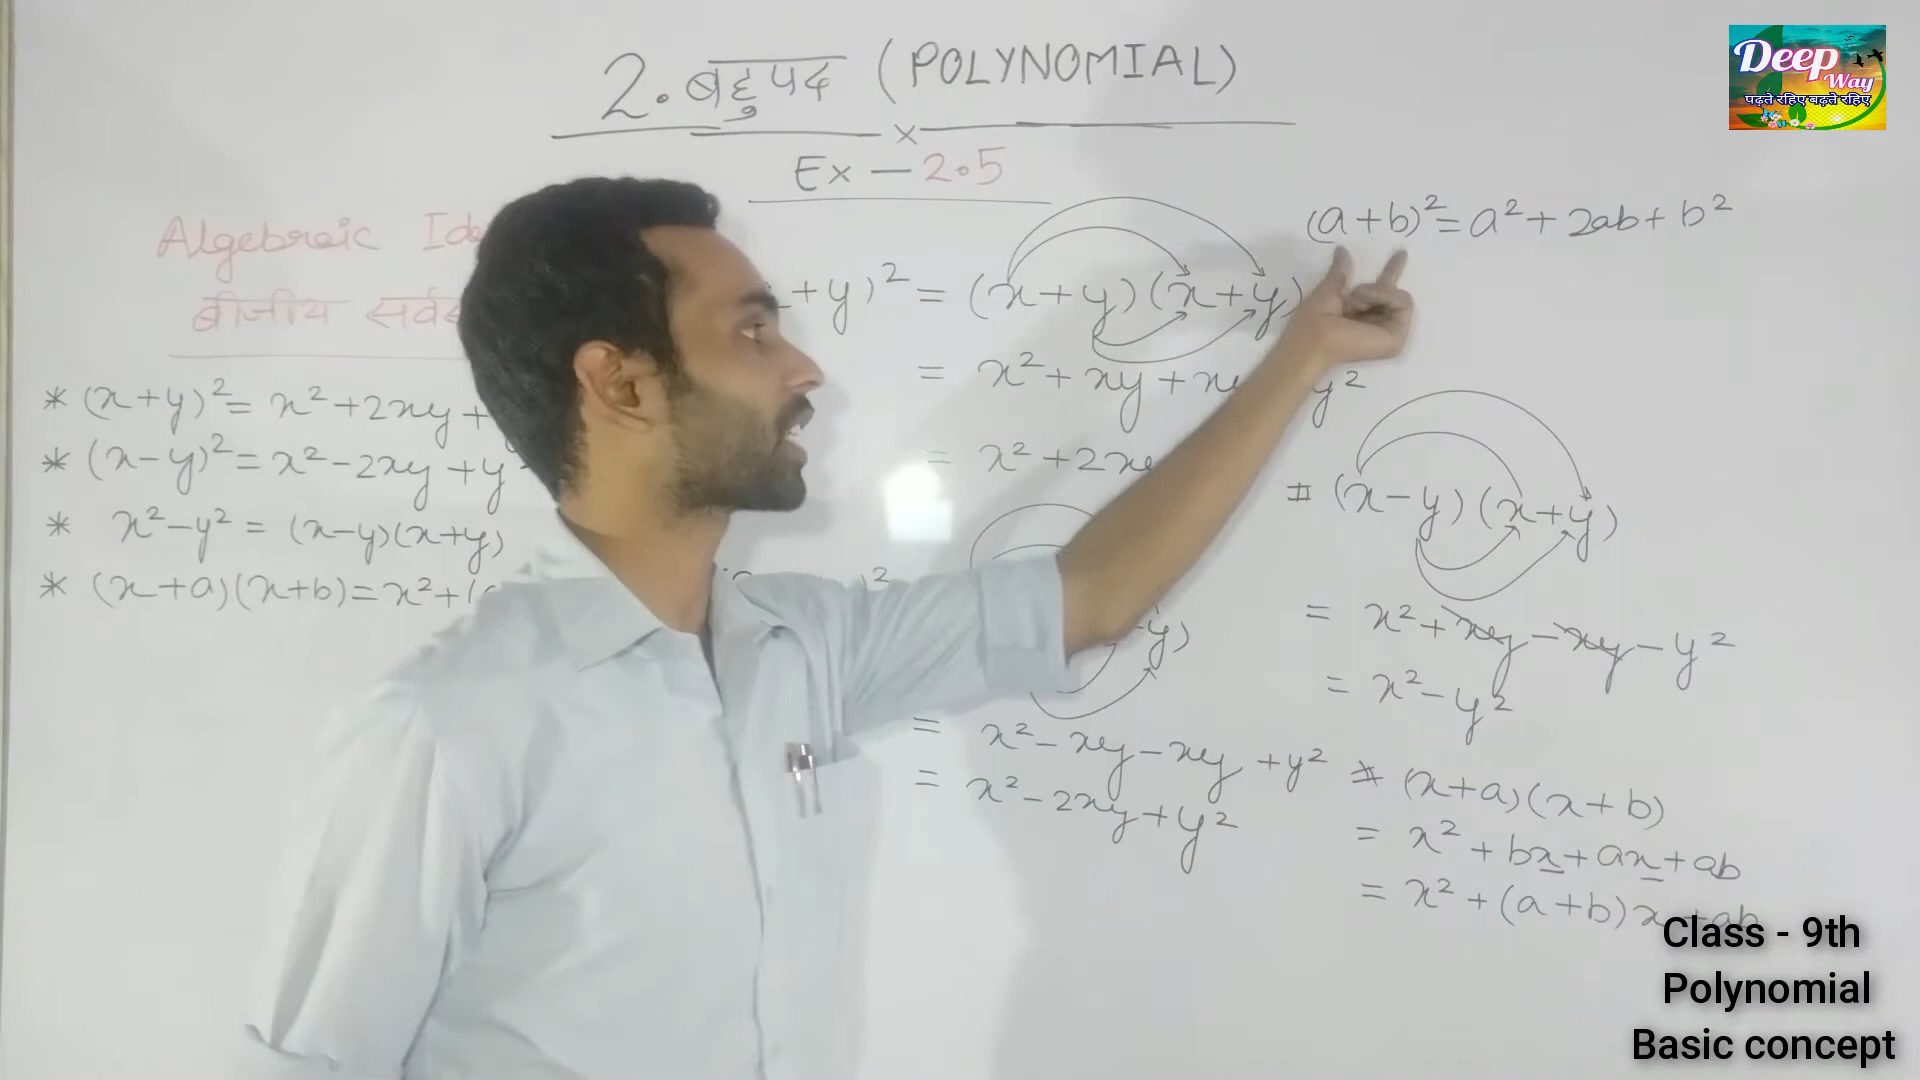 2. बहुपद (POLYNOMIAL)
×
Ex – 2.5
Algebraic
बीजीय
* (x+y)² = x² + 2xy +
* (x-y)² = x² - 2xy + y
* x² - y² = (x-y)(x+y)
* (x+a)(x+b) = x² + (
+y)² = (x+y)(x+y)
= x² + xy + y²
= x² + 2x
)²
-y)
= x² - xy - xy + y²
= x² - 2xy + y²
(a+b)² = a² + 2ab + b²
# (x-y)(x+y)
= x² + xy - xy - y²
= x² - y²
# (x+a)(x+b)
= x² + bx + ax + ab
= x² + (a+b)x + ab
Deep
Way
पढ़ते रहिए बढ़ते रहिए
Class - 9th
Polynomial
Basic concept